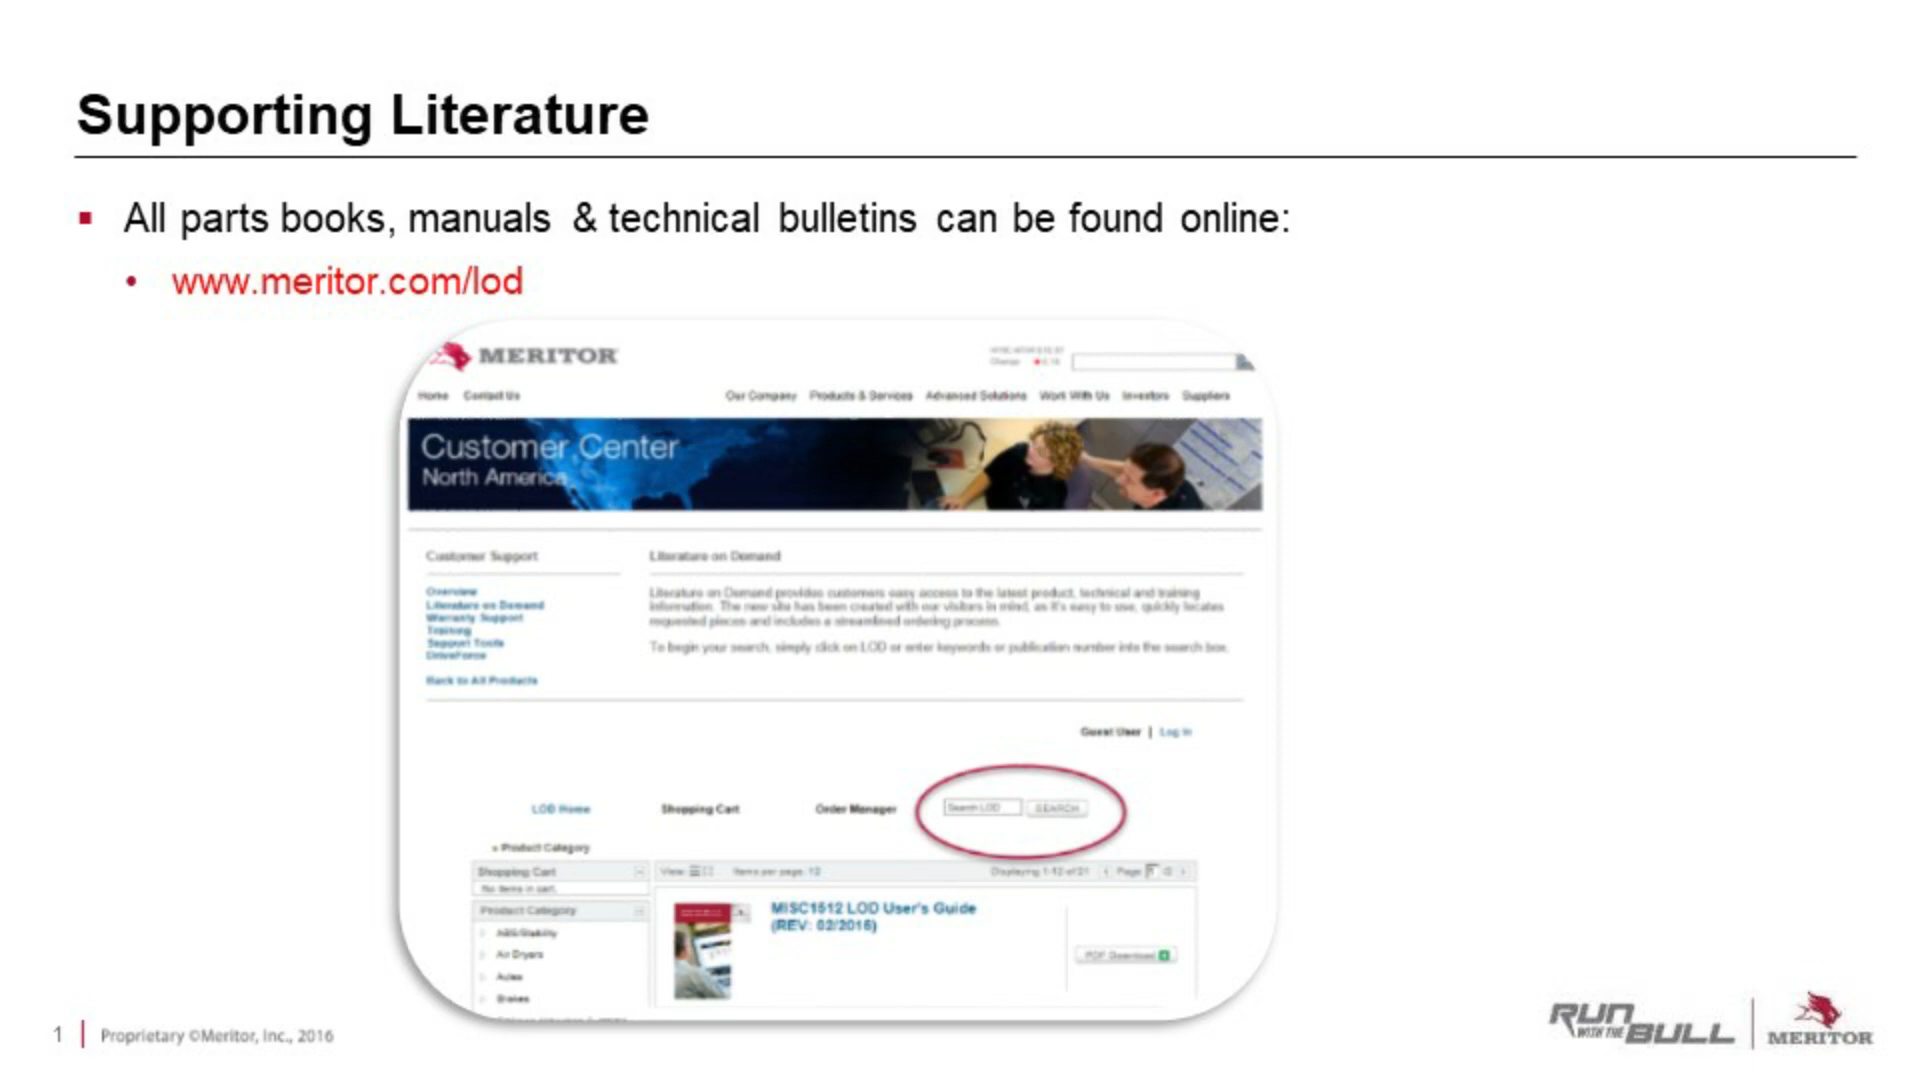 Supporting Literature
All parts books, manuals & technical bulletins can be found online:
www.meritor.com/lod
MERITOR
Home Contact Us
Our Company Products & Services Advanced Solutions Work With Us Investors Suppliers
Customer Center
North America
Customer Support
Literature on Demand
Overview
Literature on Demand
Warranty Support
Training
Support Tools
DriveForce
Back to All Products
Literature on Demand provides customers easy access to the latest product, technical and training
information. The new site has been created with our visitors in mind, as it's easy to use, quickly locates
requested pieces and includes a streamlined ordering process.
To begin your search, simply click on LOD or enter keywords or publication number into the search box.
Guest User | Log In
LOD Home Shopping Cart Order Manager Search LOD SEARCH
Product Category
Shopping Cart
No items in cart.
View: Items per page: 12 Displaying 1-12 of 21 Page
Product Category
ABS/Stability
Air Dryers
Axles
Brakes
MISC1512 LOD User's Guide
(REV: 02/2016)
PDF Download
1 Proprietary ©Meritor, Inc., 2016
RUN WITH THE BULL
MERITOR